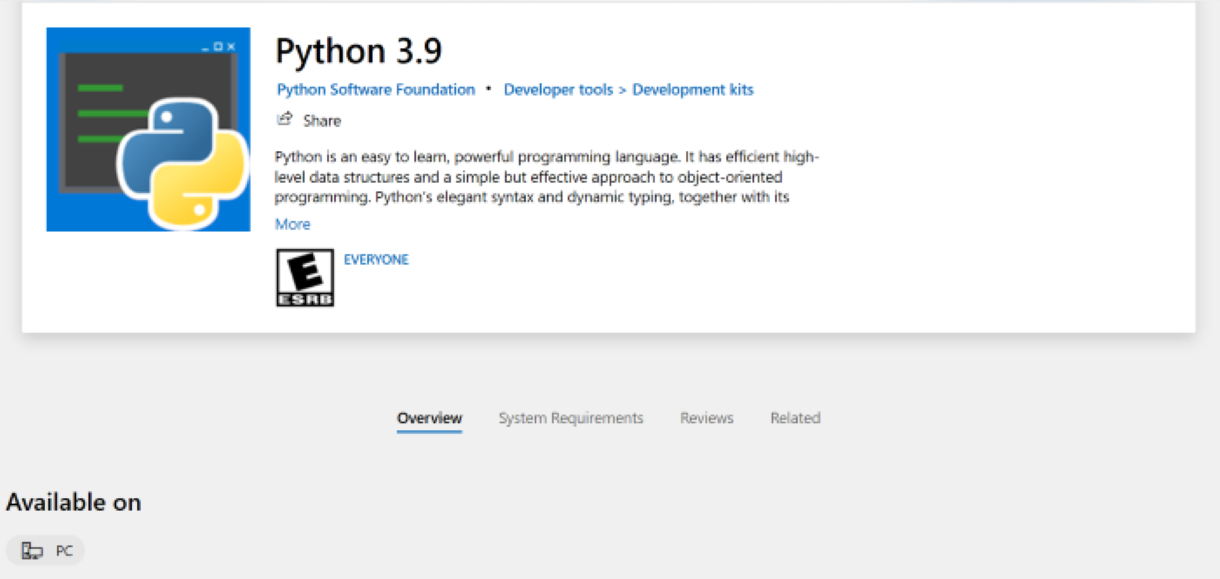 Python 3.9
Python Software Foundation • Developer tools > Development kits
Share
Python is an easy to learn, powerful programming language. It has efficient high-
level data structures and a simple but effective approach to object-oriented
programming. Python's elegant syntax and dynamic typing, together with its
More
E EVERYONE
ESRB
Overview System Requirements Reviews Related
Available on
PC